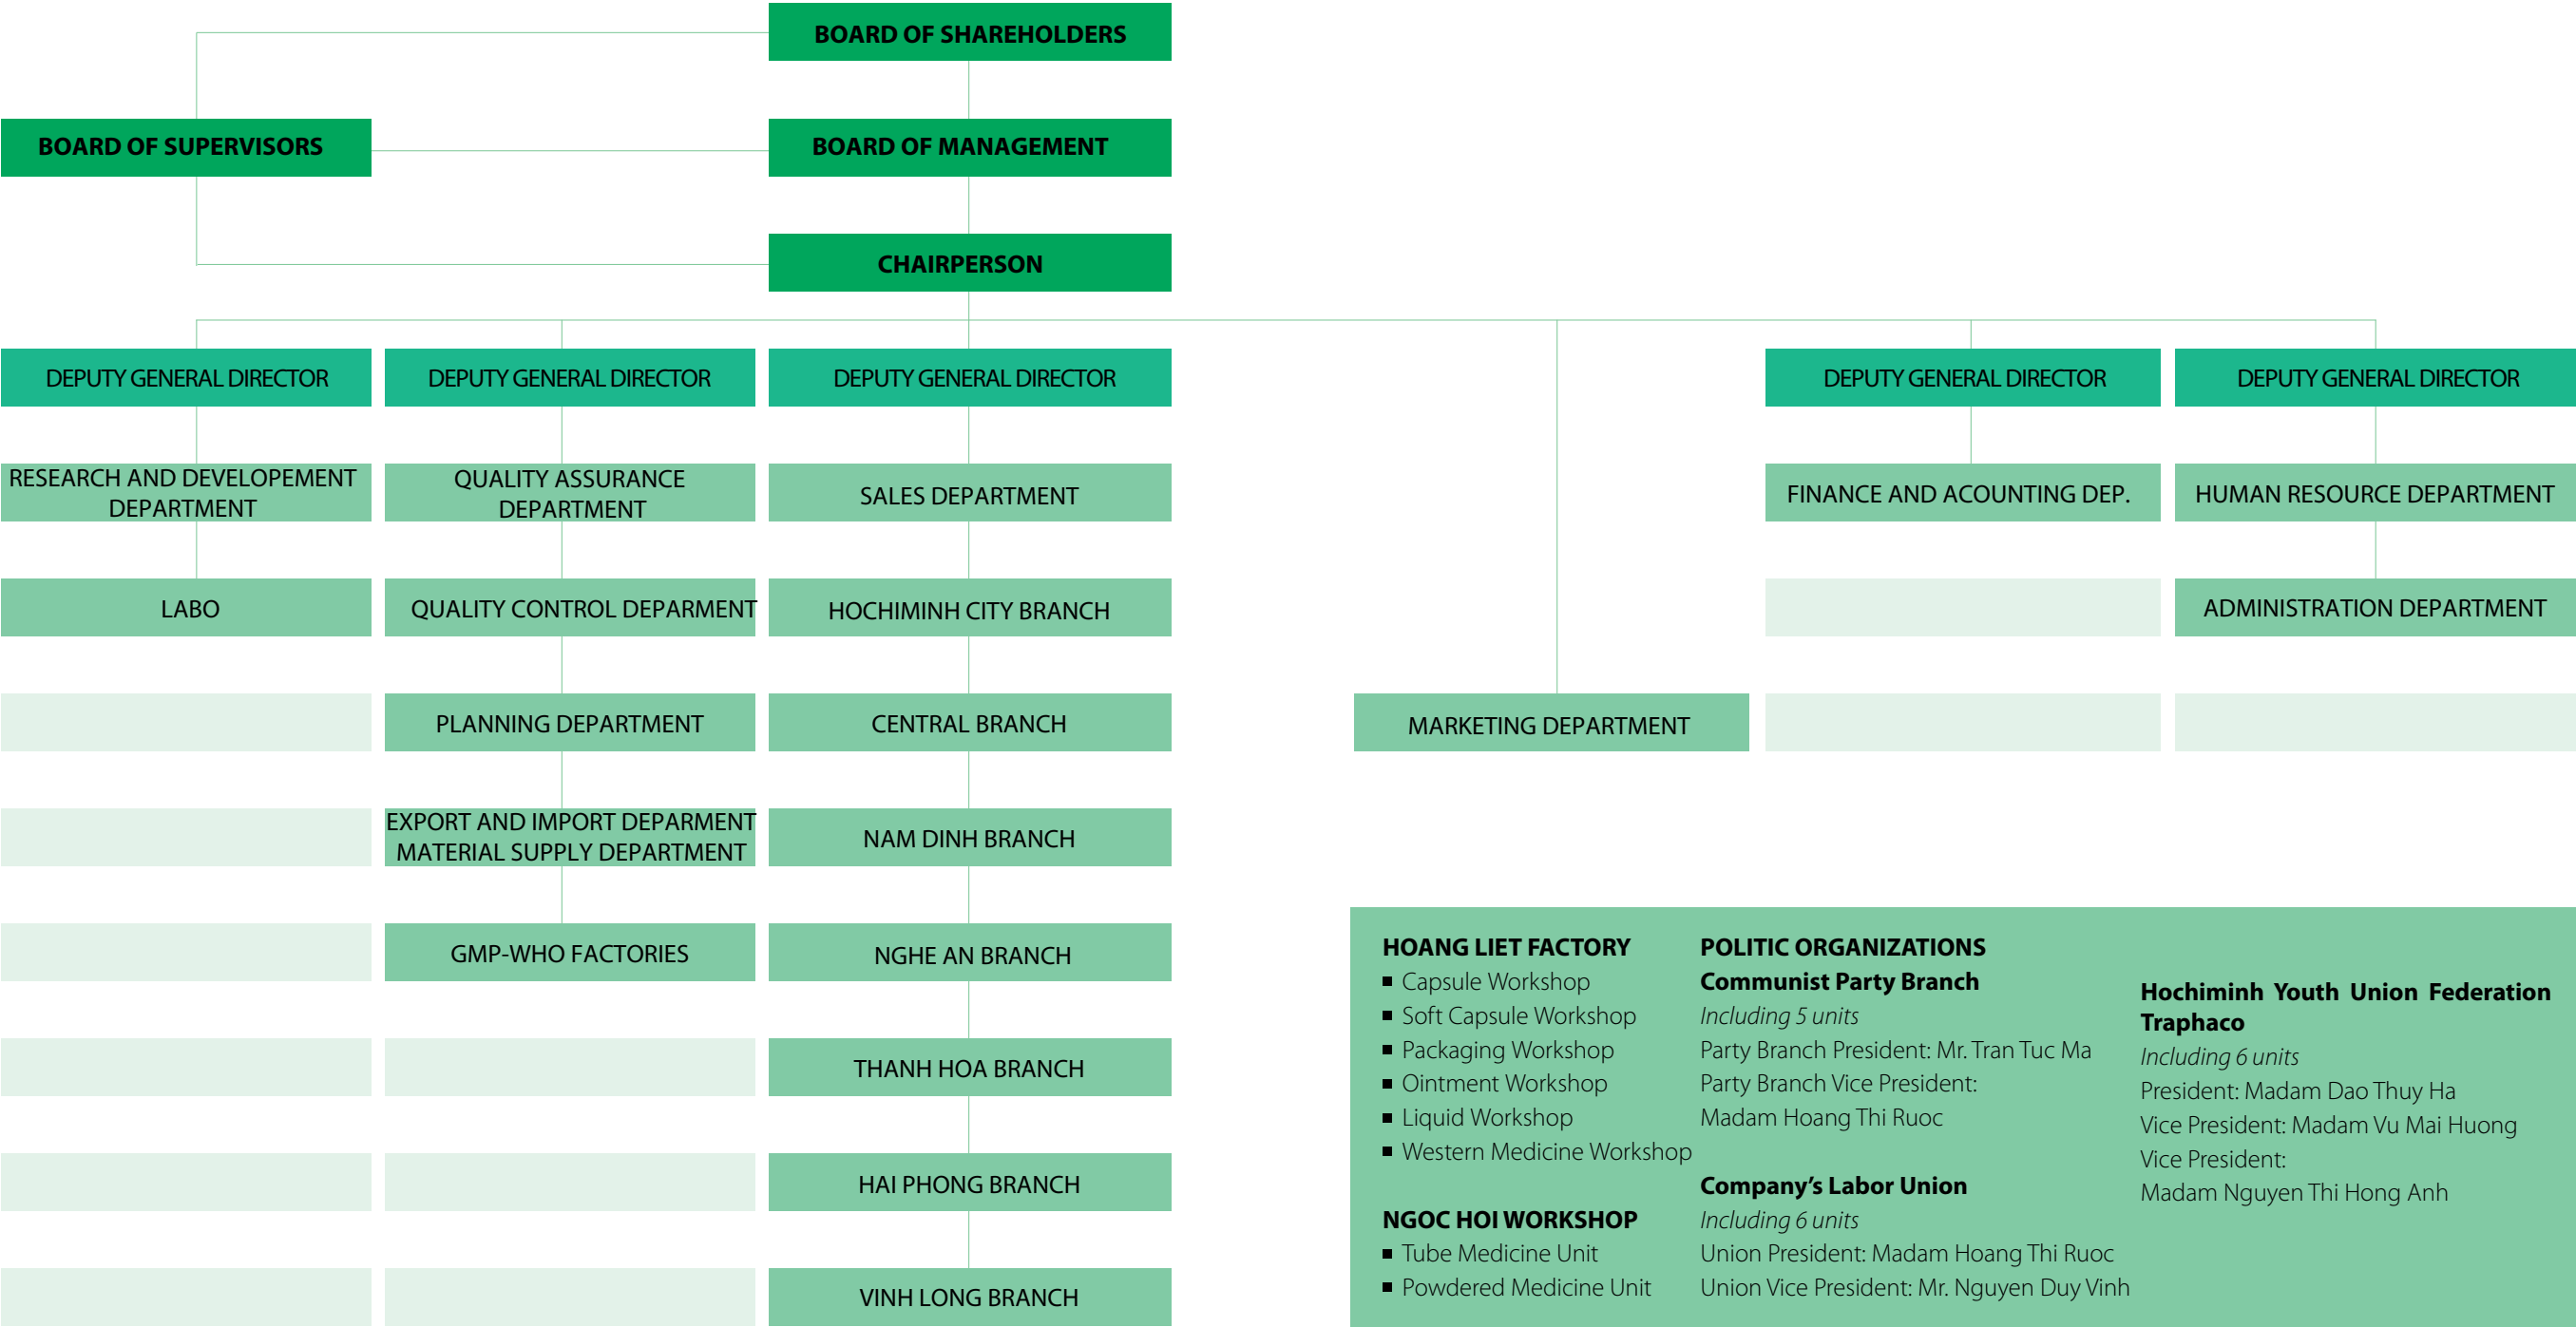 BOARD OF SHAREHOLDERS
BOARD OF SUPERVISORS
BOARD OF MANAGEMENT
CHAIRPERSON
DEPUTY GENERAL DIRECTOR
DEPUTY GENERAL DIRECTOR
DEPUTY GENERAL DIRECTOR
DEPUTY GENERAL DIRECTOR
DEPUTY GENERAL DIRECTOR
RESEARCH AND DEVELOPEMENT
DEPARTMENT
QUALITY ASSURANCE
DEPARTMENT
SALES DEPARTMENT
FINANCE AND ACOUNTING DEP.
HUMAN RESOURCE DEPARTMENT
LABO
QUALITY CONTROL DEPARMENT
HOCHIMINH CITY BRANCH
ADMINISTRATION DEPARTMENT
PLANNING DEPARTMENT
CENTRAL BRANCH
MARKETING DEPARTMENT
EXPORT AND IMPORT DEPARMENT
MATERIAL SUPPLY DEPARTMENT
NAM DINH BRANCH
GMP-WHO FACTORIES
NGHE AN BRANCH
THANH HOA BRANCH
HAI PHONG BRANCH
VINH LONG BRANCH
HOANG LIET FACTORY
■ Capsule Workshop
■ Soft Capsule Workshop
■ Packaging Workshop
■ Ointment Workshop
■ Liquid Workshop
■ Western Medicine Workshop
NGOC HOI WORKSHOP
■ Tube Medicine Unit
■ Powdered Medicine Unit
POLITIC ORGANIZATIONS
Communist Party Branch
Including 5 units
Party Branch President: Mr. Tran Tuc Ma
Party Branch Vice President:
Madam Hoang Thi Ruoc
Company’s Labor Union
Including 6 units
Union President: Madam Hoang Thi Ruoc
Union Vice President: Mr. Nguyen Duy Vinh
Hochiminh Youth Union Federation
Traphaco
Including 6 units
President: Madam Dao Thuy Ha
Vice President: Madam Vu Mai Huong
Vice President:
Madam Nguyen Thi Hong Anh